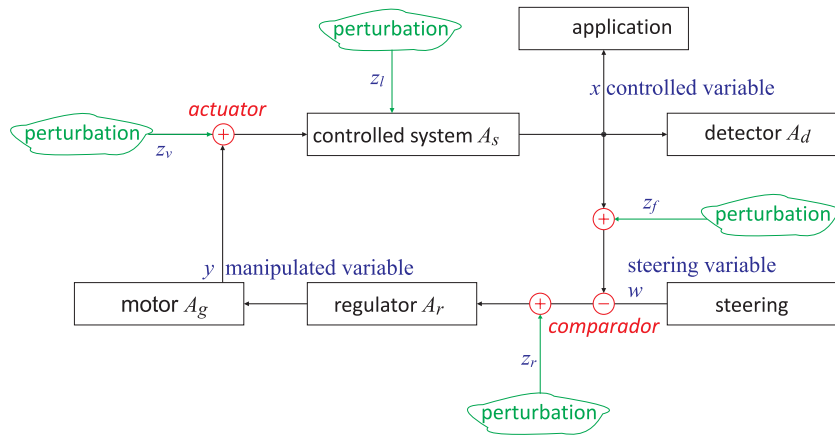 perturbation
application
z_l
x controlled variable
actuator
perturbation
controlled system A_s
detector A_d
z_v
z_f
perturbation
y manipulated variable
steering variable
w
motor A_g
regulator A_r
steering
comparador
z_r
perturbation